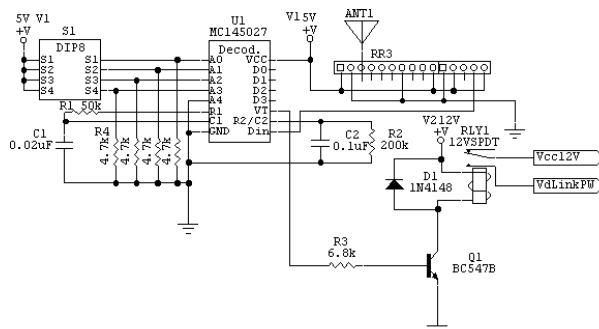 5V V1
+V
S1
DIP8
S1 S1
S2 S2
S3 S3
S4 S4
U1
MC145027
Decod.
A0 VCC
A1 D0
A2 D1
A3 D2
A4 D3
R1 VT
C1 R2/C2
GND Din
V15V
+V
ANT1
RR3
R1 50k
C1
0.02uF
R4
4.7k
4.7k
4.7k
4.7k
C2
0.1uF
R2
200k
V212V
+V
RLY1
12VSPDT
Vcc12V
VdLinkPW
D1
1N4148
R3
6.8k
Q1
BC547B